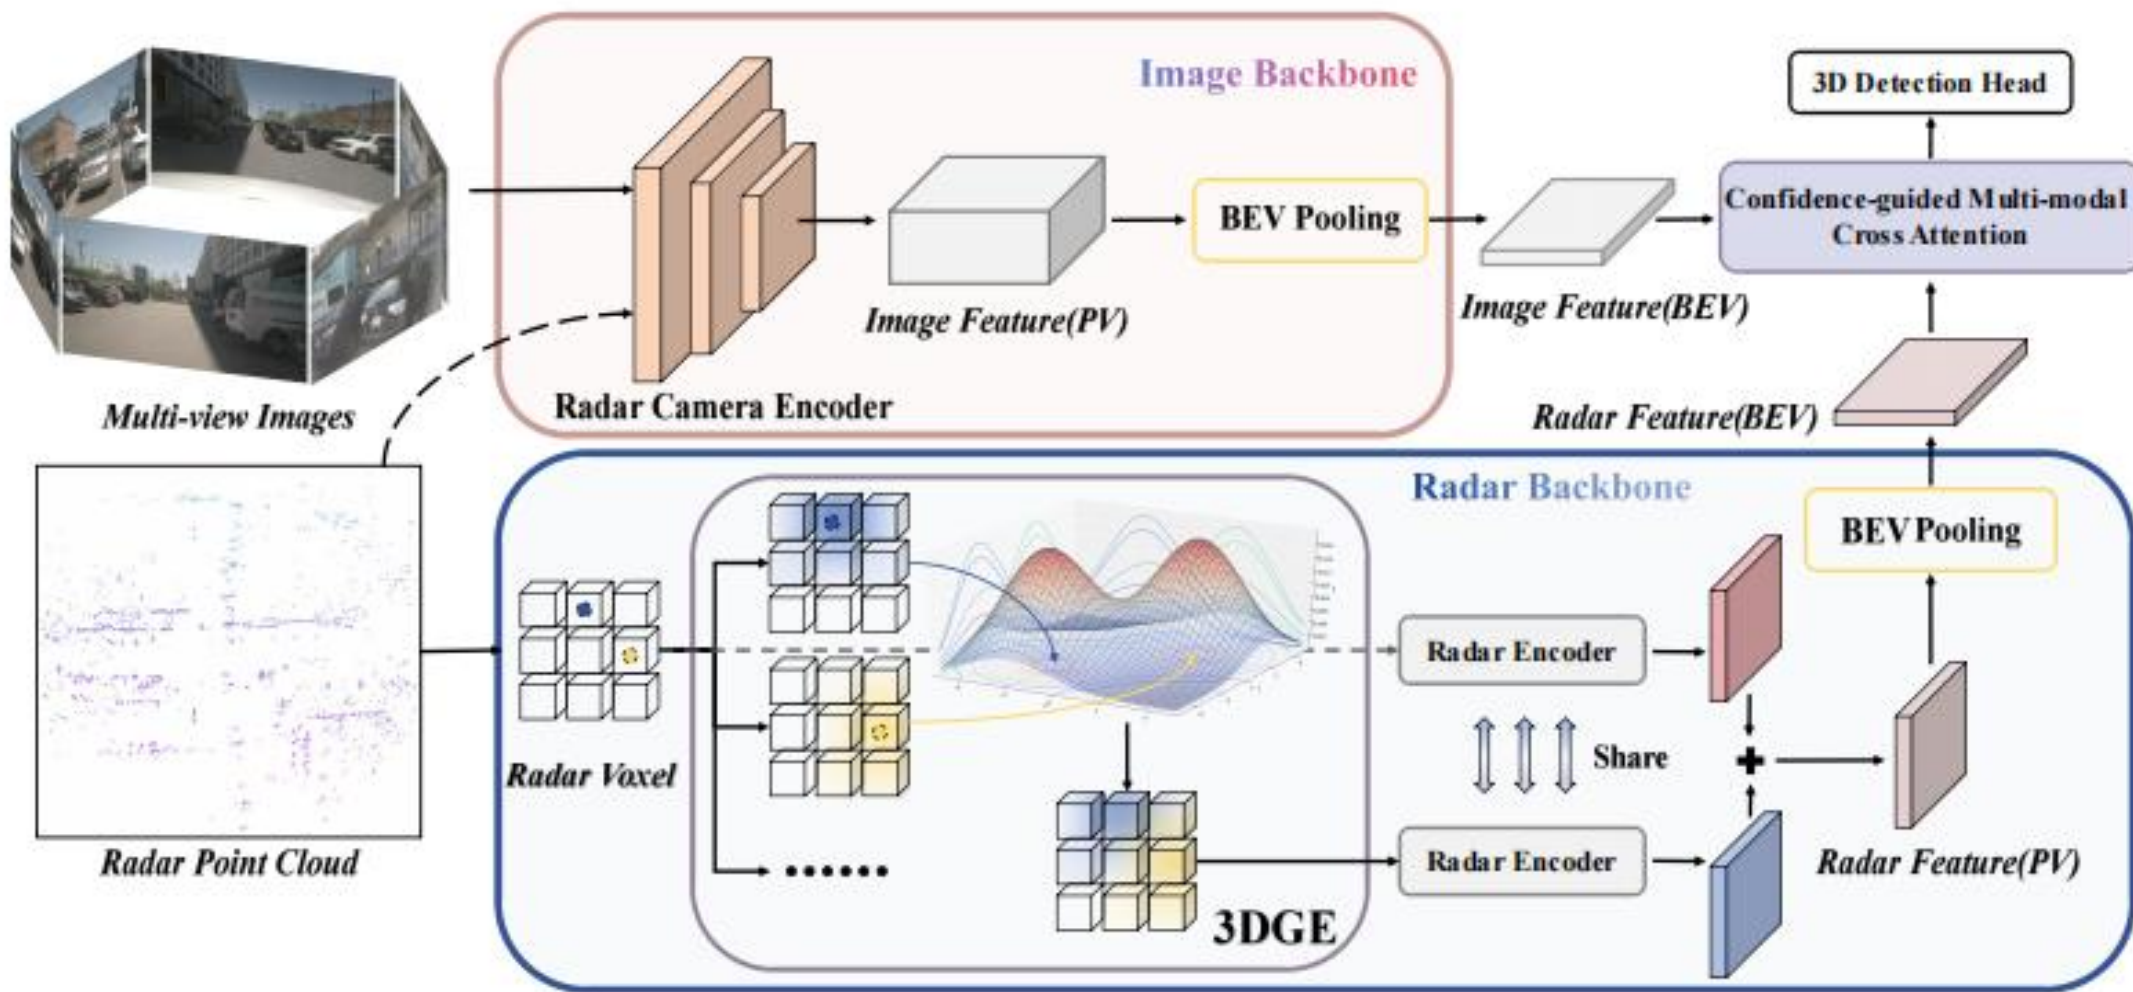 Image Backbone
3D Detection Head
Confidence-guided Multi-modal
Cross Attention
BEV Pooling
Image Feature(PV)
Image Feature(BEV)
Radar Camera Encoder
Multi-view Images
Radar Feature(BEV)
Radar Backbone
BEV Pooling
Radar Encoder
Share
Radar Voxel
Radar Encoder
Radar Feature(PV)
Radar Point Cloud
3DGE